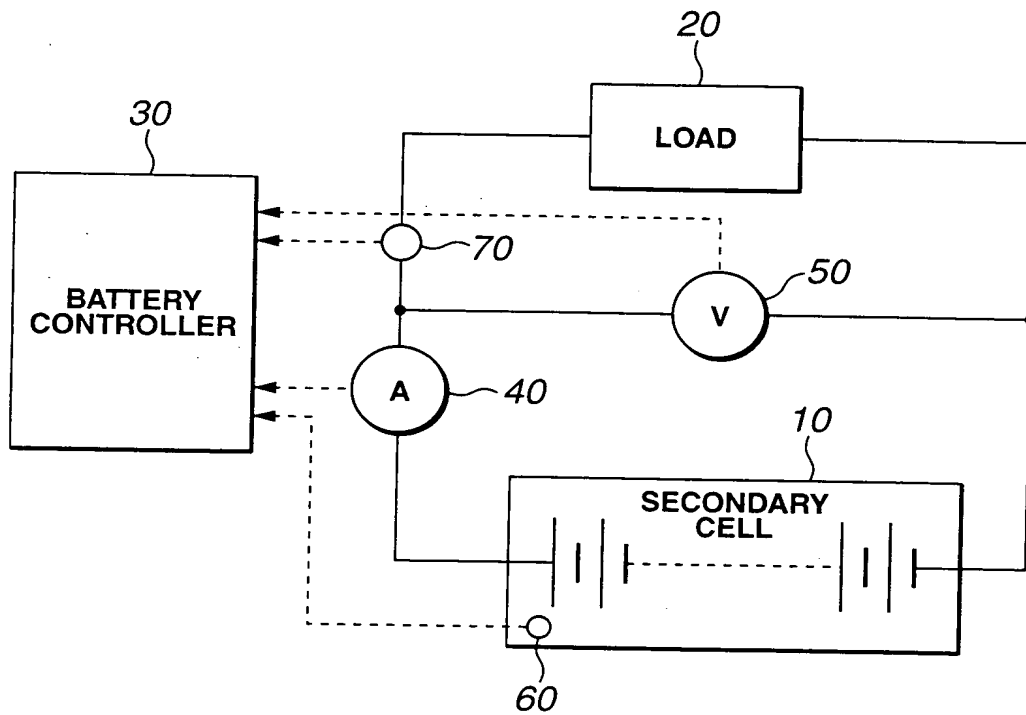 20
30
LOAD
70
50
BATTERY
CONTROLLER
V
A
40
10
SECONDARY
CELL
60